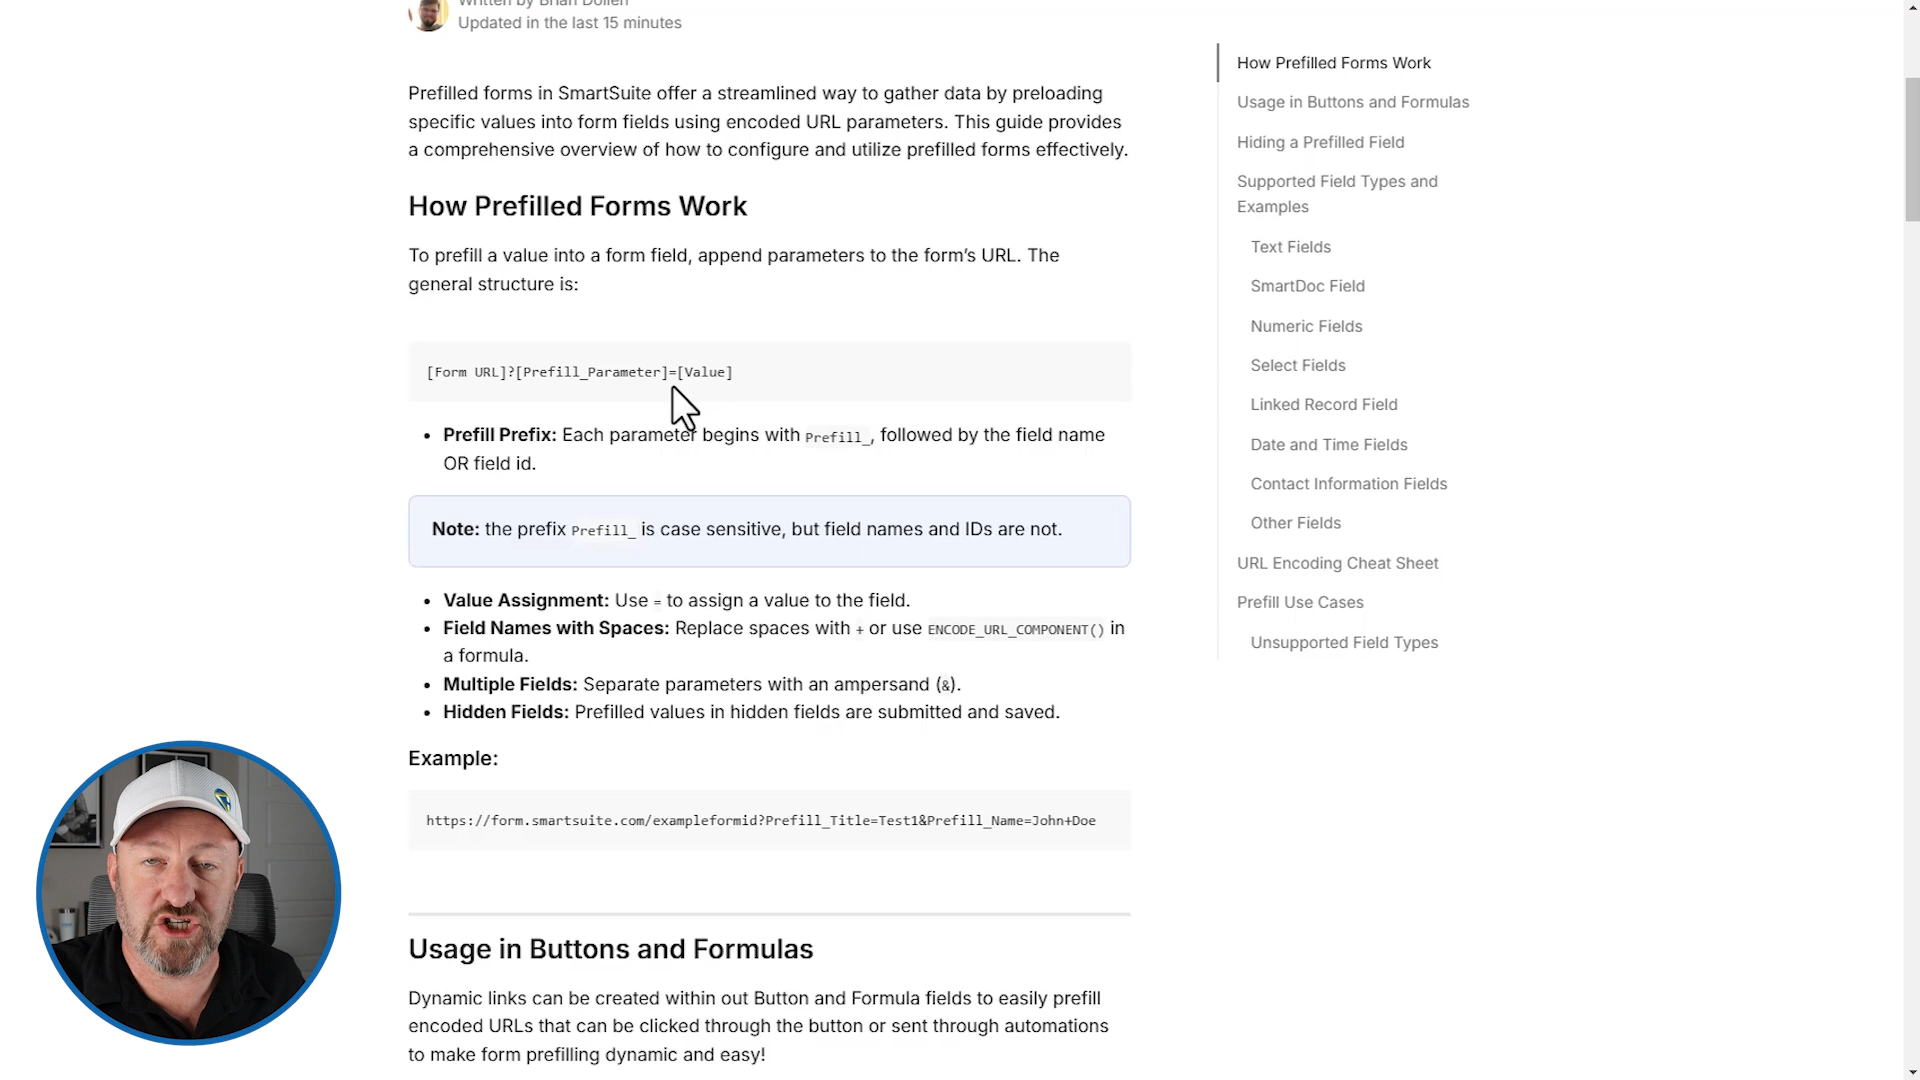 Written by Brian Dollen
Updated in the last 15 minutes
Prefilled forms in SmartSuite offer a streamlined way to gather data by preloading
specific values into form fields using encoded URL parameters. This guide provides
a comprehensive overview of how to configure and utilize prefilled forms effectively.
How Prefilled Forms Work
To prefill a value into a form field, append parameters to the form’s URL. The
general structure is:
[Form URL]?[Prefill_Parameter]=[Value]
• Prefill Prefix: Each parameter begins with Prefill_, followed by the field name
OR field id.
Note: the prefix Prefill_ is case sensitive, but field names and IDs are not.
• Value Assignment: Use = to assign a value to the field.
• Field Names with Spaces: Replace spaces with + or use ENCODE_URL_COMPONENT() in
a formula.
• Multiple Fields: Separate parameters with an ampersand (&).
• Hidden Fields: Prefilled values in hidden fields are submitted and saved.
Example:
https://form.smartsuite.com/exampleformid?Prefill_Title=Test1&Prefill_Name=John+Doe
Usage in Buttons and Formulas
Dynamic links can be created within out Button and Formula fields to easily prefill
encoded URLs that can be clicked through the button or sent through automations
to make form prefilling dynamic and easy!
How Prefilled Forms Work
Usage in Buttons and Formulas
Hiding a Prefilled Field
Supported Field Types and
Examples
Text Fields
SmartDoc Field
Numeric Fields
Select Fields
Linked Record Field
Date and Time Fields
Contact Information Fields
Other Fields
URL Encoding Cheat Sheet
Prefill Use Cases
Unsupported Field Types